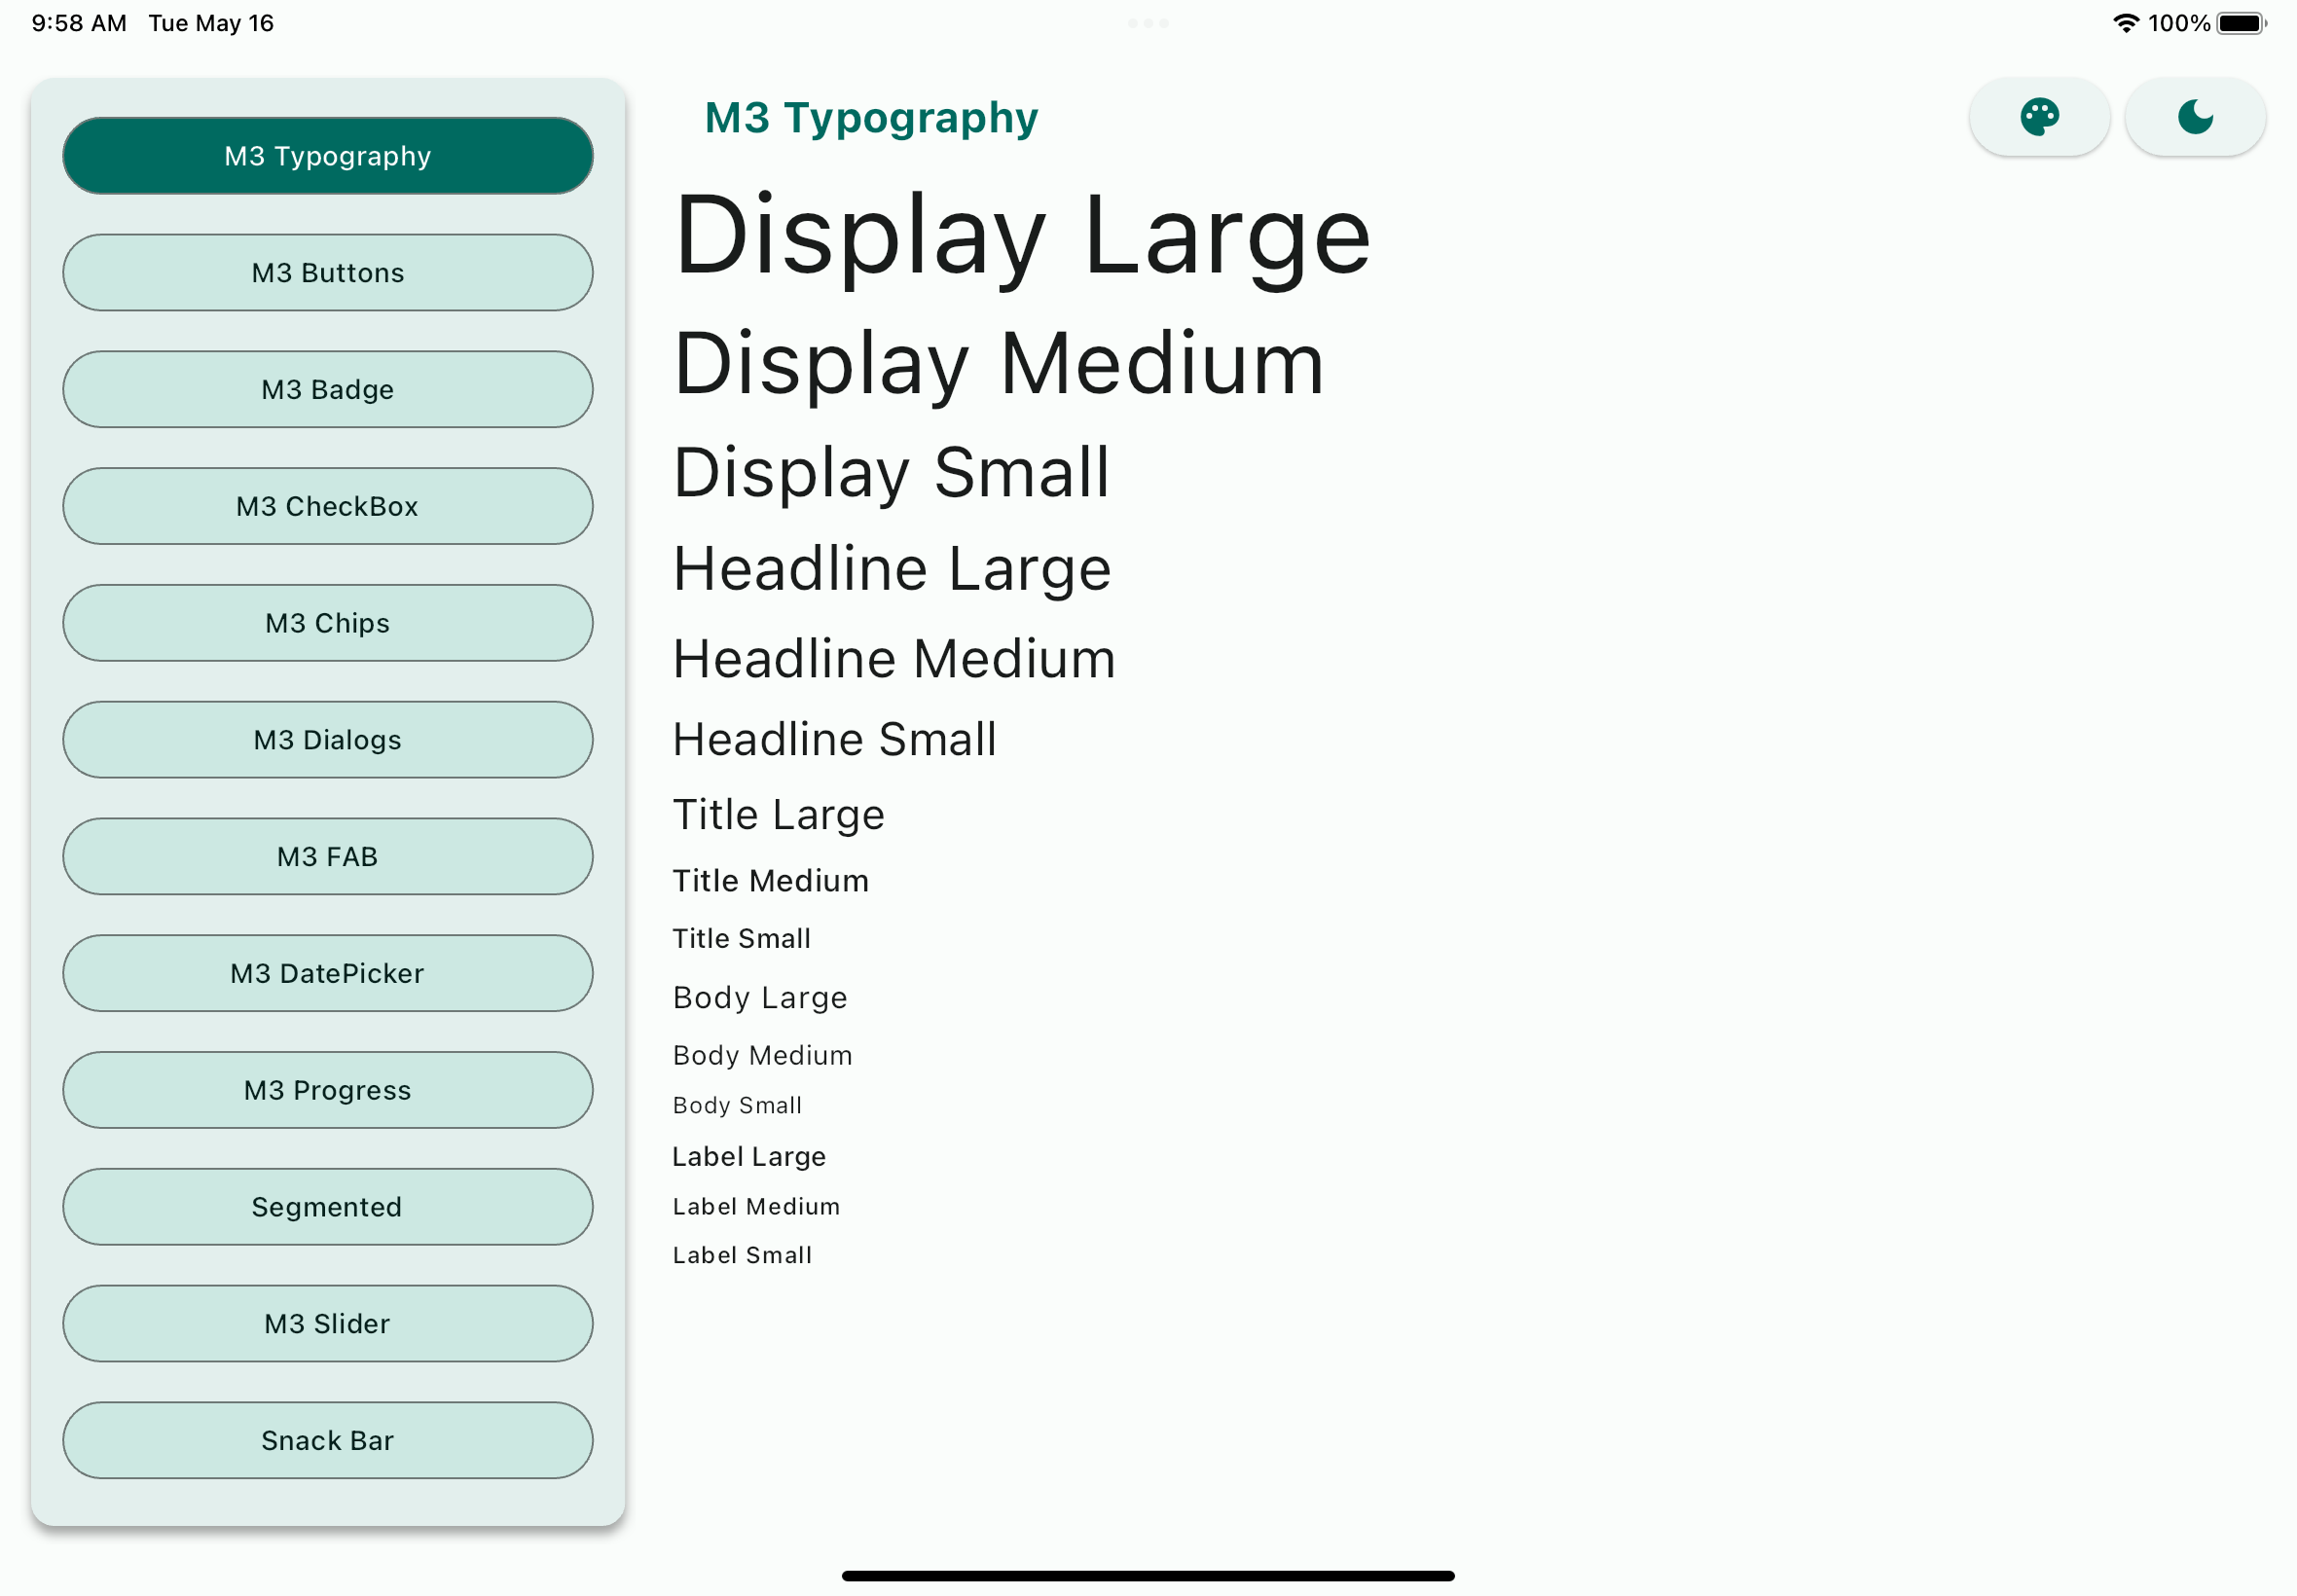 9:58 AM Tue May 16
100%
M3 Typography
M3 Buttons
M3 Badge
M3 CheckBox
M3 Chips
M3 Dialogs
M3 FAB
M3 DatePicker
M3 Progress
Segmented
M3 Slider
Snack Bar
M3 Typography
Display Large
Display Medium
Display Small
Headline Large
Headline Medium
Headline Small
Title Large
Title Medium
Title Small
Body Large
Body Medium
Body Small
Label Large
Label Medium
Label Small